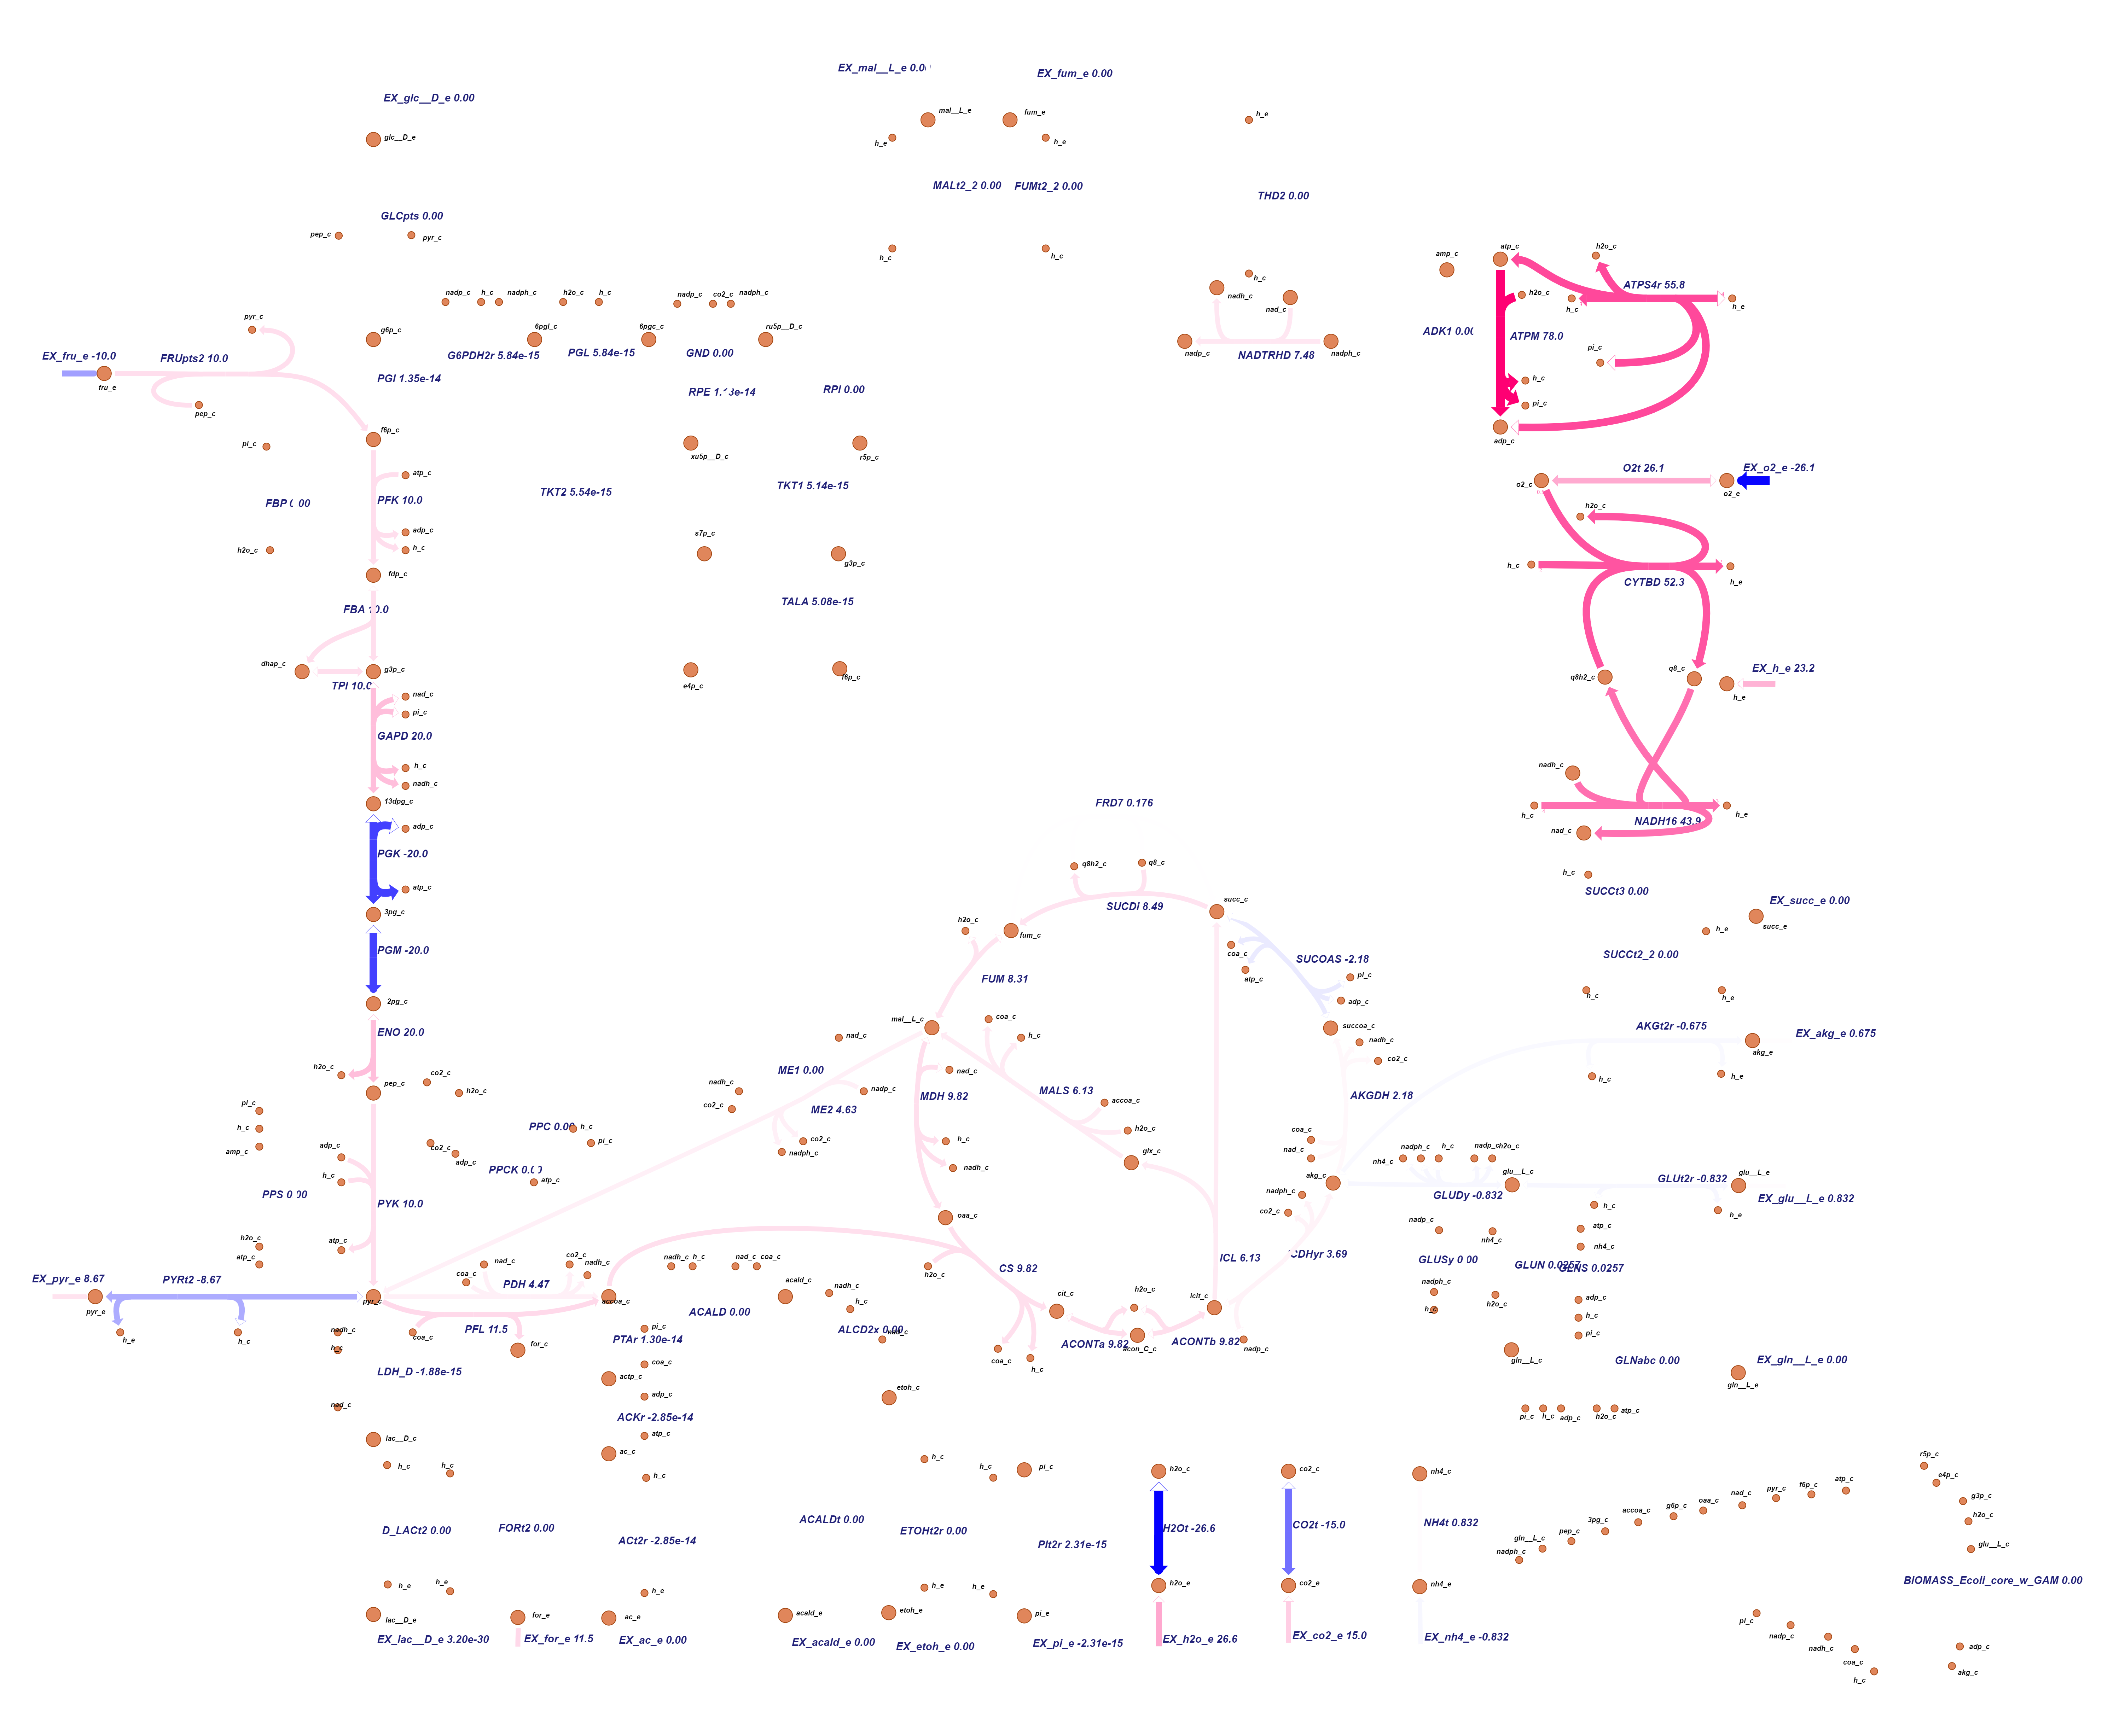 EX_mal__L_e 0.0
EX_fum_e 0.00
EX_glc__D_e 0.00
mal__L_e
fum_e
h_e
glc__D_e
h_e
h_e
MALt2_2 0.00
FUMt2_2 0.00
THD2 0.00
GLCpts 0.00
pep_c
pyr_c
h_c
h_c
h_c
nadh_c
nad_c
nadp_c
nadph_c
NADTRHD 7.48
amp_c
atp_c
h2o_c
h2o_c
ATPS4r 55.8
h_c
h_e
ADK1 0.00
ATPM 78.0
pi_c
h_c
pi_c
adp_c
nadp_c
h_c
nadph_c
h2o_c
h_c
nadp_c
co2_c
nadph_c
pyr_c
g6p_c
6pgl_c
6pgc_c
ru5p__D_c
EX_fru_e -10.0
FRUpts2 10.0
G6PDH2r 5.84e-15
PGL 5.84e-15
GND 0.00
fru_e
PGI 1.35e-14
RPI 0.00
pep_c
f6p_c
pi_c
xu5p__D_c
r5p_c
atp_c
PFK 10.0
TKT2 5.54e-15
TKT1 5.14e-15
O2t 26.1
EX_o2_e -26.1
o2_c
o2_e
h2o_c
adp_c
h_c
h2o_c
s7p_c
g3p_c
h_c
h_e
CYTBD 52.3
fdp_c
FBA 10.0
TALA 5.08e-15
dhap_c
g3p_c
TPI 10.0
e4p_c
f6p_c
q8h2_c
q8_c
EX_h_e 23.2
h_e
nad_c
pi_c
GAPD 20.0
h_c
nadh_c
13dpg_c
nadh_c
h_c
h_e
NADH16 43.9
nad_c
adp_c
PGK -20.0
atp_c
3pg_c
FRD7 0.176
q8h2_c
q8_c
SUCDi 8.49
succ_c
h_c
SUCCt3 0.00
EX_succ_e 0.00
succ_e
h_e
h2o_c
fum_c
PGM -20.0
2pg_c
FUM 8.31
coa_c
atp_c
SUCOAS -2.18
pi_c
adp_c
SUCCt2_2 0.00
h_c
h_e
mal__L_c
coa_c
h_c
succoa_c
nadh_c
co2_c
AKGt2r -0.675
EX_akg_e 0.675
akg_e
h_c
h_e
ENO 20.0
h2o_c
pep_c
co2_c
h2o_c
nad_c
ME1 0.00
nadh_c
co2_c
nadp_c
ME2 4.63
co2_c
nadph_c
nad_c
MDH 9.82
MALS 6.13
accoa_c
h2o_c
AKGDH 2.18
pi_c
h_c
amp_c
adp_c
h_c
co2_c
adp_c
PPC 0.00
h_c
pi_c
PPCK 0.00
atp_c
h_c
nadh_c
glx_c
coa_c
nad_c
akg_c
nh4_c
nadph_c
h_c
nadp_c
h2o_c
glu__L_c
glu__L_e
GLUDy -0.832
GLUt2r -0.832
EX_glu__L_e 0.832
PPS 0.00
PYK 10.0
oaa_c
nadph_c
co2_c
nadp_c
nh4_c
h_c
h_e
atp_c
nh4_c
h2o_c
atp_c
atp_c
ICL 6.13
GLUSy 0.00
GLUN 0.0257
EX_pyr_e 8.67
PYRt2 -8.67
pyr_e
pyr_c
h_e
h_c
coa_c
nad_c
co2_c
nadh_c
PDH 4.47
accoa_c
nadh_c
h_c
nad_c
coa_c
acald_c
nadh_c
h_c
ACALD 0.00
ALCD2x 0.00
h2o_c
CS 9.82
cit_c
h2o_c
icit_c
ACONTa 9.82
acon_C_c
ACONTb 9.82
nadp_c
nadph_c
h_c
h2o_c
adp_c
h_c
pi_c
nadh_c
h_c
coa_c
PFL 11.5
for_c
pi_c
PTAr 1.30e-14
coa_c
coa_c
h_c
gln__L_c
GLNabc 0.00
EX_gln__L_e 0.00
gln__L_e
LDH_D -1.88e-15
nad_c
actp_c
adp_c
ACKr -2.85e-14
atp_c
etoh_c
pi_c
h_c
adp_c
h2o_c
atp_c
lac__D_c
h_c
h_c
ac_c
h_c
h_c
h_c
pi_c
h2o_c
co2_c
nh4_c
r5p_c
e4p_c
g3p_c
h2o_c
glu__L_c
atp_c
f6p_c
pyr_c
nad_c
oaa_c
g6p_c
accoa_c
3pg_c
pep_c
gln__L_c
nadph_c
D_LACt2 0.00
FORt2 0.00
ACt2r -2.85e-14
ACALDt 0.00
ETOHt2r 0.00
PIt2r 2.31e-15
H2Ot -26.6
CO2t -15.0
NH4t 0.832
BIOMASS_Ecoli_core_w_GAM 0.00
h_e
h_e
h_e
h_e
h_e
lac__D_e
for_e
ac_e
acald_e
etoh_e
pi_e
h2o_e
co2_e
nh4_e
EX_lac__D_e 3.20e-30
EX_for_e 11.5
EX_ac_e 0.00
EX_acald_e 0.00
EX_etoh_e 0.00
EX_pi_e -2.31e-15
EX_h2o_e 26.6
EX_co2_e 15.0
EX_nh4_e -0.832
pi_c
nadp_c
nadh_c
coa_c
h_c
adp_c
akg_c